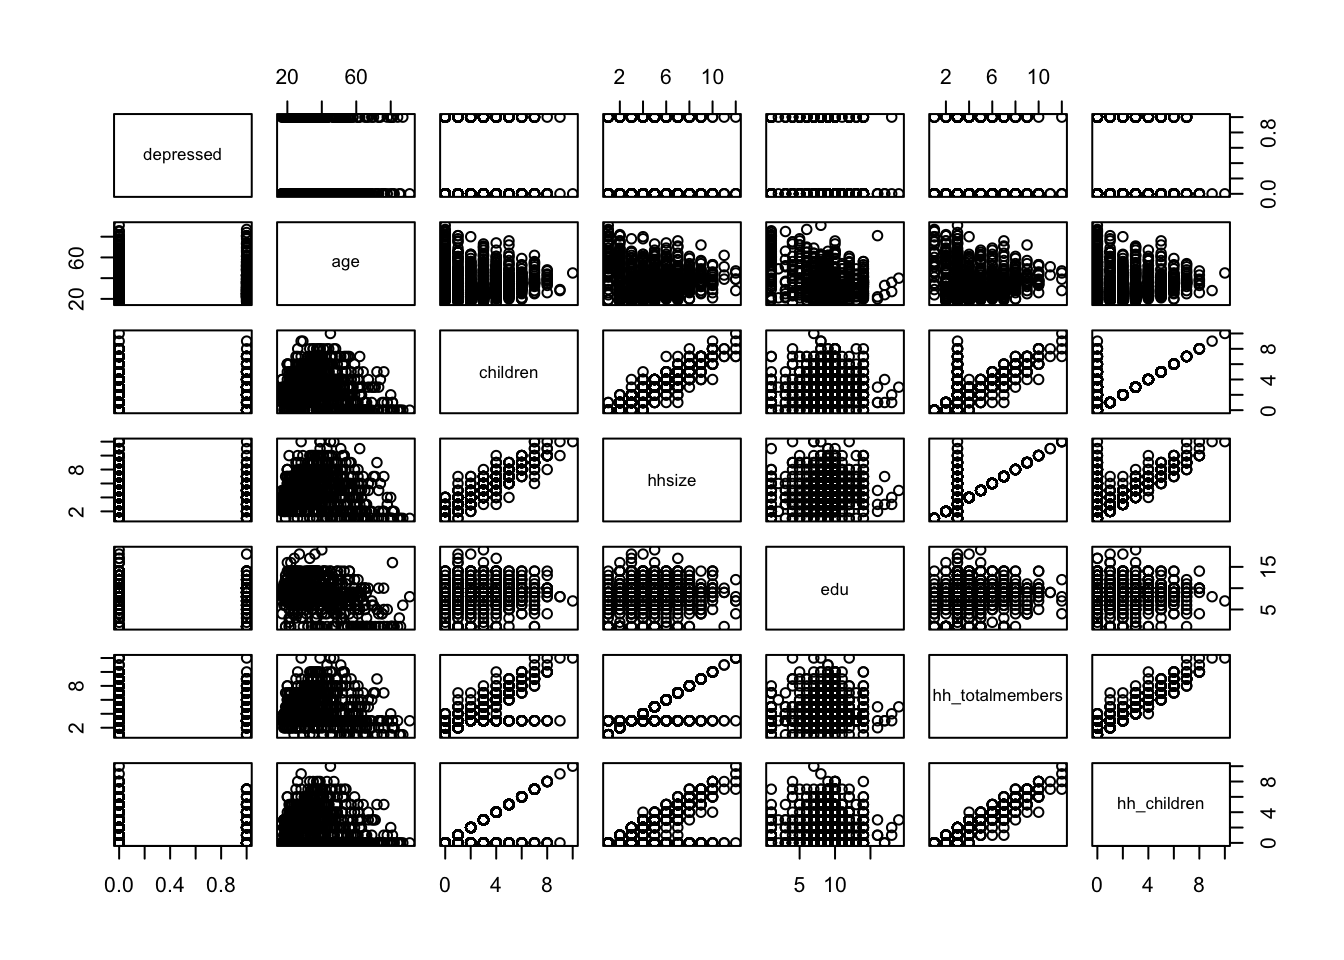 20 60 2 6 10 2 6 10
depressed
0.0 0.8
20 60
age
children
0 4 8
2 8
hhsize
edu
5 15
2 8
hh_totalmembers
hh_children
0 4 8
0.0 0.4 0.8 0 4 8 5 10 0 4 8